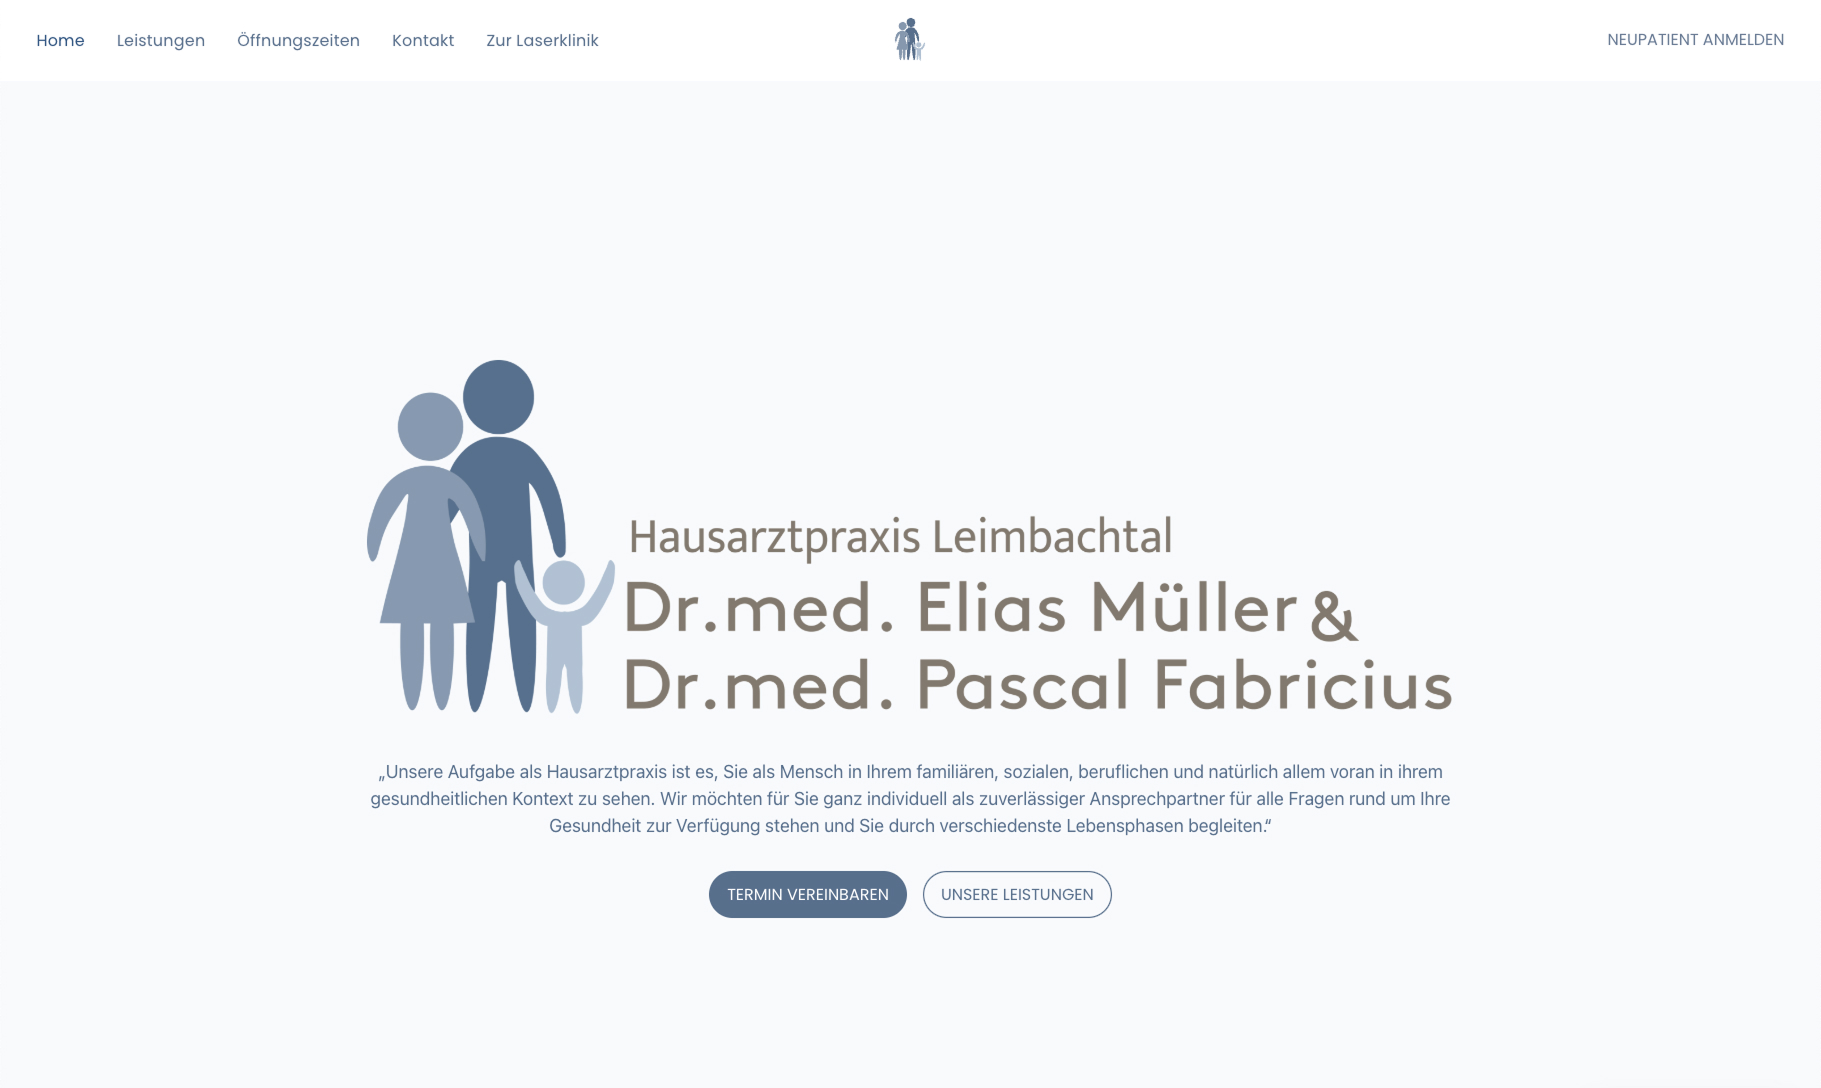 Home
Leistungen
Öffnungszeiten
Kontakt
Zur Laserklinik
NEUPATIENT ANMELDEN
Hausarztpraxis Leimbachtal
Dr.med. Elias Müller &
Dr.med. Pascal Fabricius
„Unsere Aufgabe als Hausarztpraxis ist es, Sie als Mensch in Ihrem familiären, sozialen, beruflichen und natürlich allem voran in ihrem
gesundheitlichen Kontext zu sehen. Wir möchten für Sie ganz individuell als zuverlässiger Ansprechpartner für alle Fragen rund um Ihre
Gesundheit zur Verfügung stehen und Sie durch verschiedenste Lebensphasen begleiten.“
TERMIN VEREINBAREN
UNSERE LEISTUNGEN